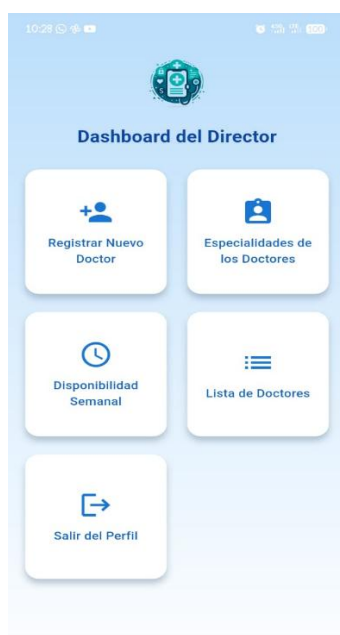 10:28
Dashboard del Director
Registrar Nuevo
Doctor
Especialidades de
los Doctores
Disponibilidad
Semanal
Lista de Doctores
Salir del Perfil